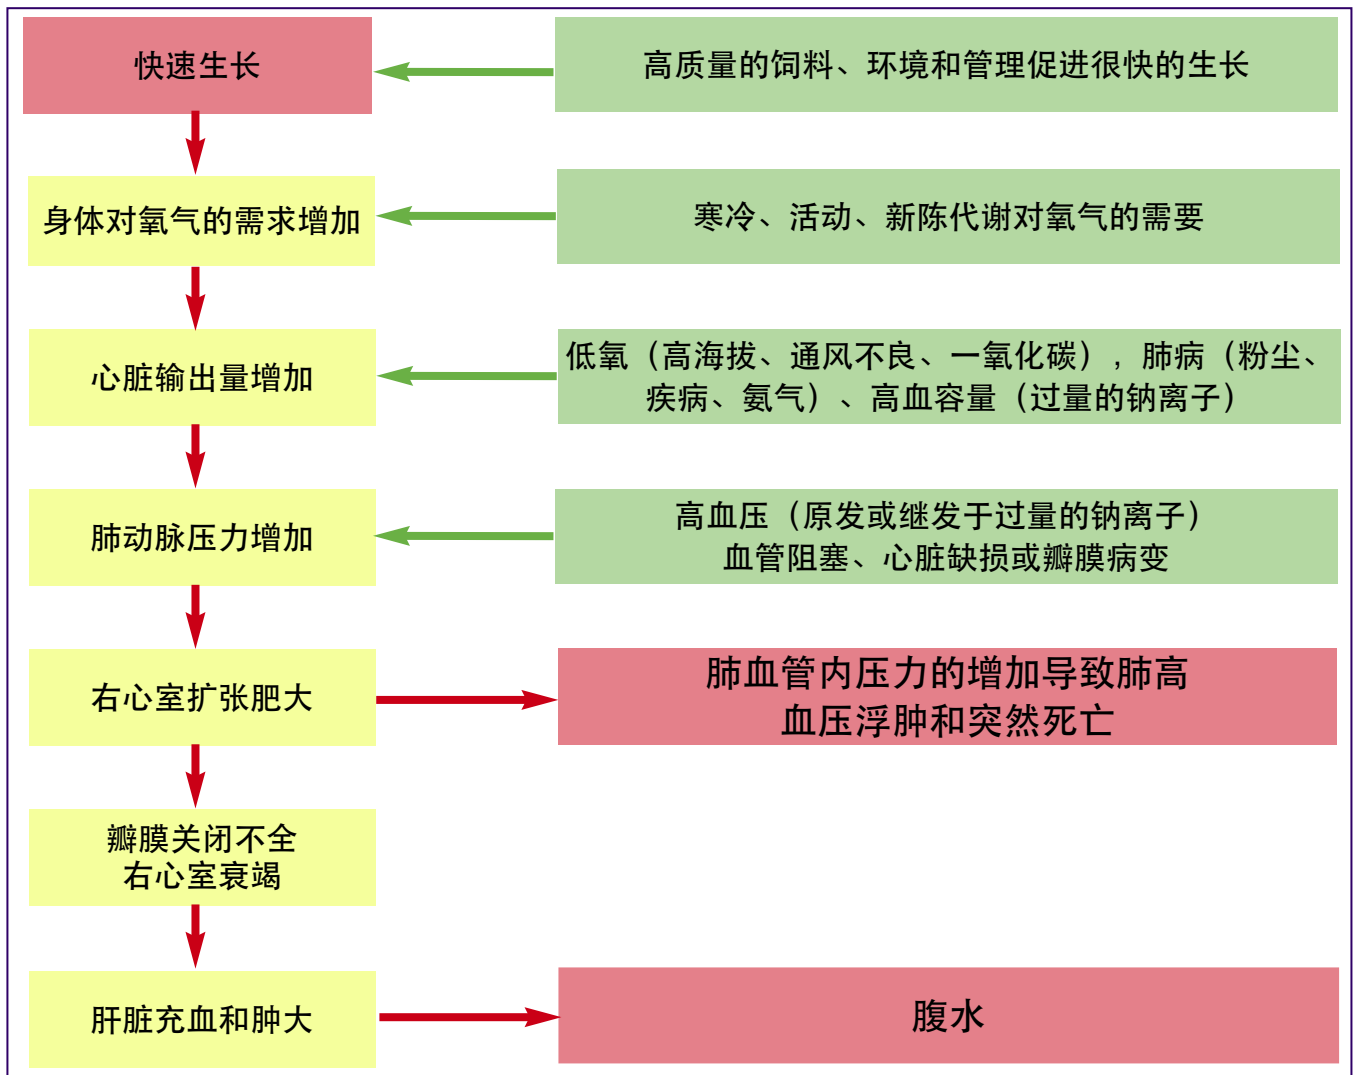 快速生长
高质量的饲料、环境和管理促进很快的生长
身体对氧气的需求增加
寒冷、活动、新陈代谢对氧气的需要
心脏输出量增加
低氧（高海拔、通风不良、一氧化碳）, 肺病（粉尘、
疾病、氨气）、高血容量（过量的钠离子）
肺动脉压力增加
高血压（原发或继发于过量的钠离子）
血管阻塞、心脏缺损或瓣膜病变
右心室扩张肥大
肺血管内压力的增加导致肺高
血压浮肿和突然死亡
瓣膜关闭不全
右心室衰竭
肝脏充血和肿大
腹水